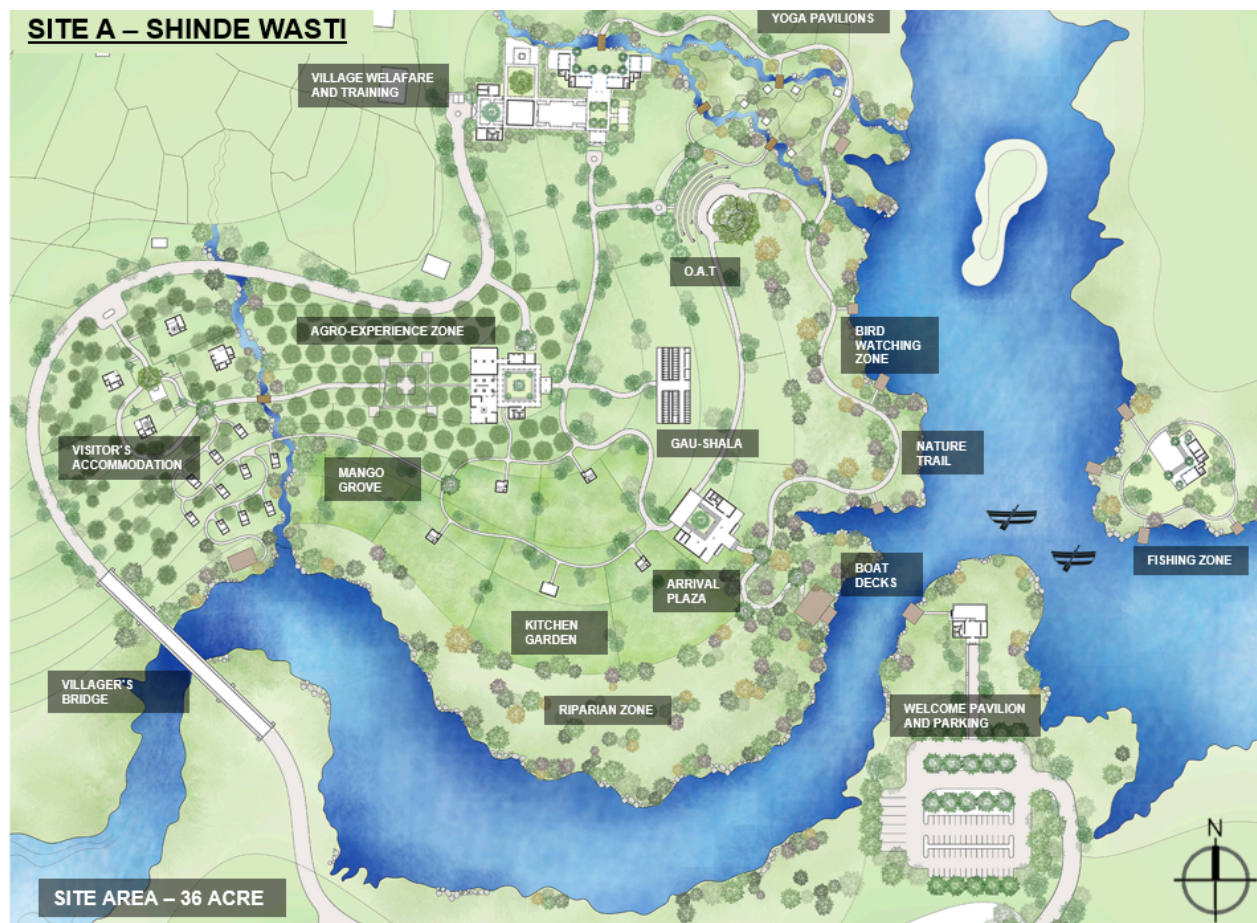 SITE A – SHINDE WASTI
YOGA PAVILIONS
VILLAGE WELAFARE
AND TRAINING
O.A.T
AGRO-EXPERIENCE ZONE
BIRD
WATCHING
ZONE
VISITOR'S
ACCOMMODATION
MANGO
GROVE
GAU-SHALA
NATURE
TRAIL
ARRIVAL
PLAZA
BOAT
DECKS
FISHING ZONE
KITCHEN
GARDEN
VILLAGER'S
BRIDGE
RIPARIAN ZONE
WELCOME PAVILION
AND PARKING
N
SITE AREA – 36 ACRE